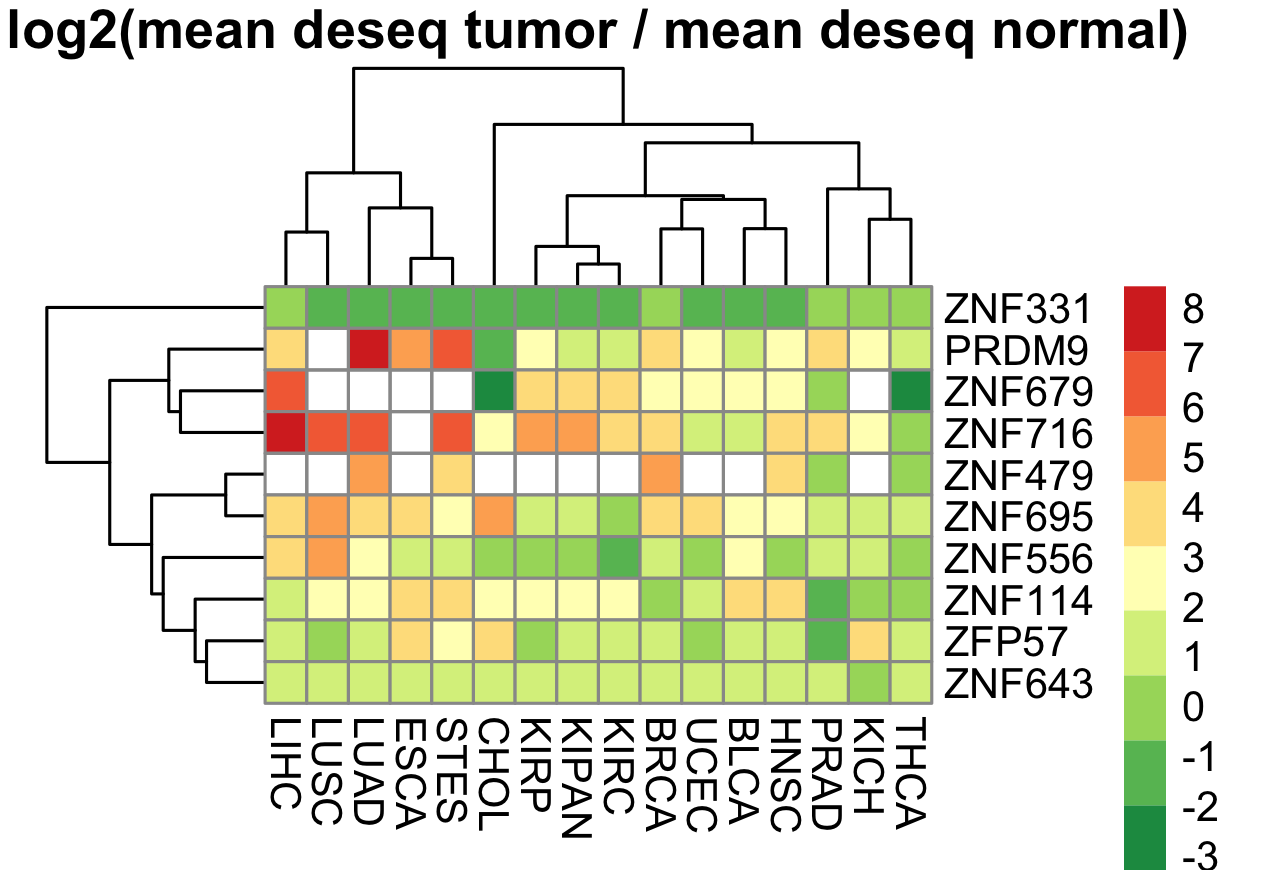 log2(mean deseq tumor / mean deseq normal)
ZNF331
PRDM9
ZNF679
ZNF716
ZNF479
ZNF695
ZNF556
ZNF114
ZFP57
ZNF643
LIHC
LUSC
LUAD
ESCA
STES
CHOL
KIRP
KIPAN
KIRC
BRCA
UCEC
BLCA
HNSC
PRAD
KICH
THCA
8
7
6
5
4
3
2
1
0
-1
-2
-3